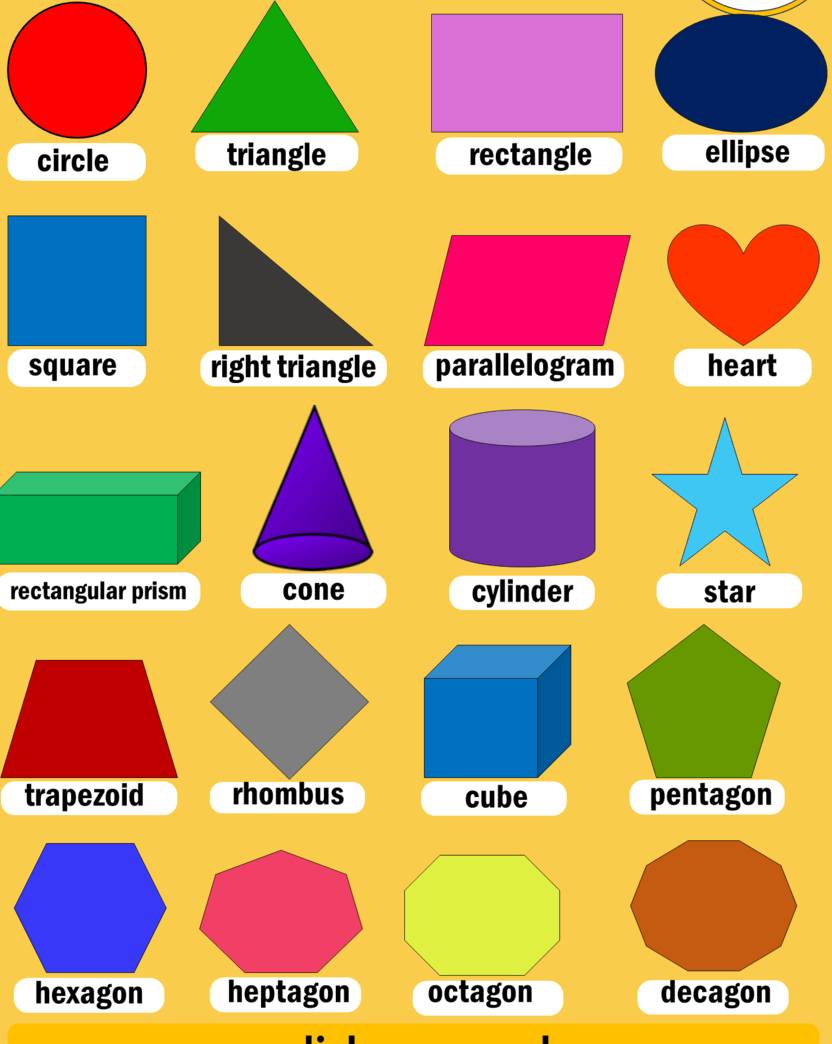 circle
triangle
rectangle
ellipse
square
right triangle
parallelogram
heart
rectangular prism
cone
cylinder
star
trapezoid
rhombus
cube
pentagon
hexagon
heptagon
octagon
decagon